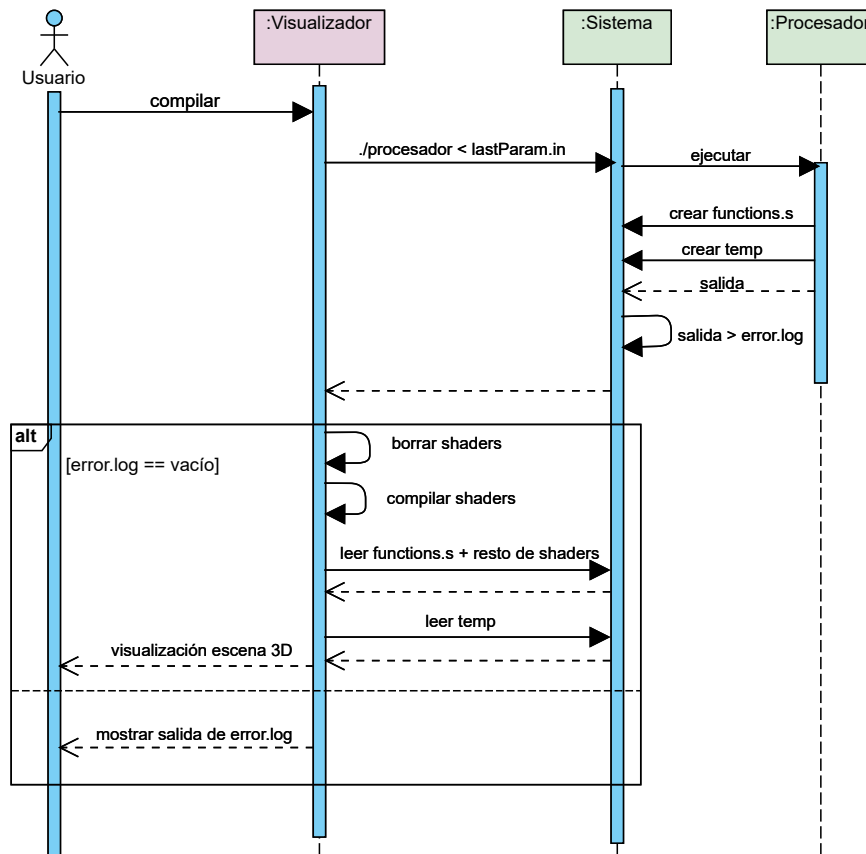 :Visualizador
:Sistema
:Procesador
Usuario
compilar
./procesador < lastParam.in
ejecutar
crear functions.s
crear temp
salida
salida > error.log
alt
borrar shaders
[error.log == vacío]
compilar shaders
leer functions.s + resto de shaders
leer temp
visualización escena 3D
mostrar salida de error.log